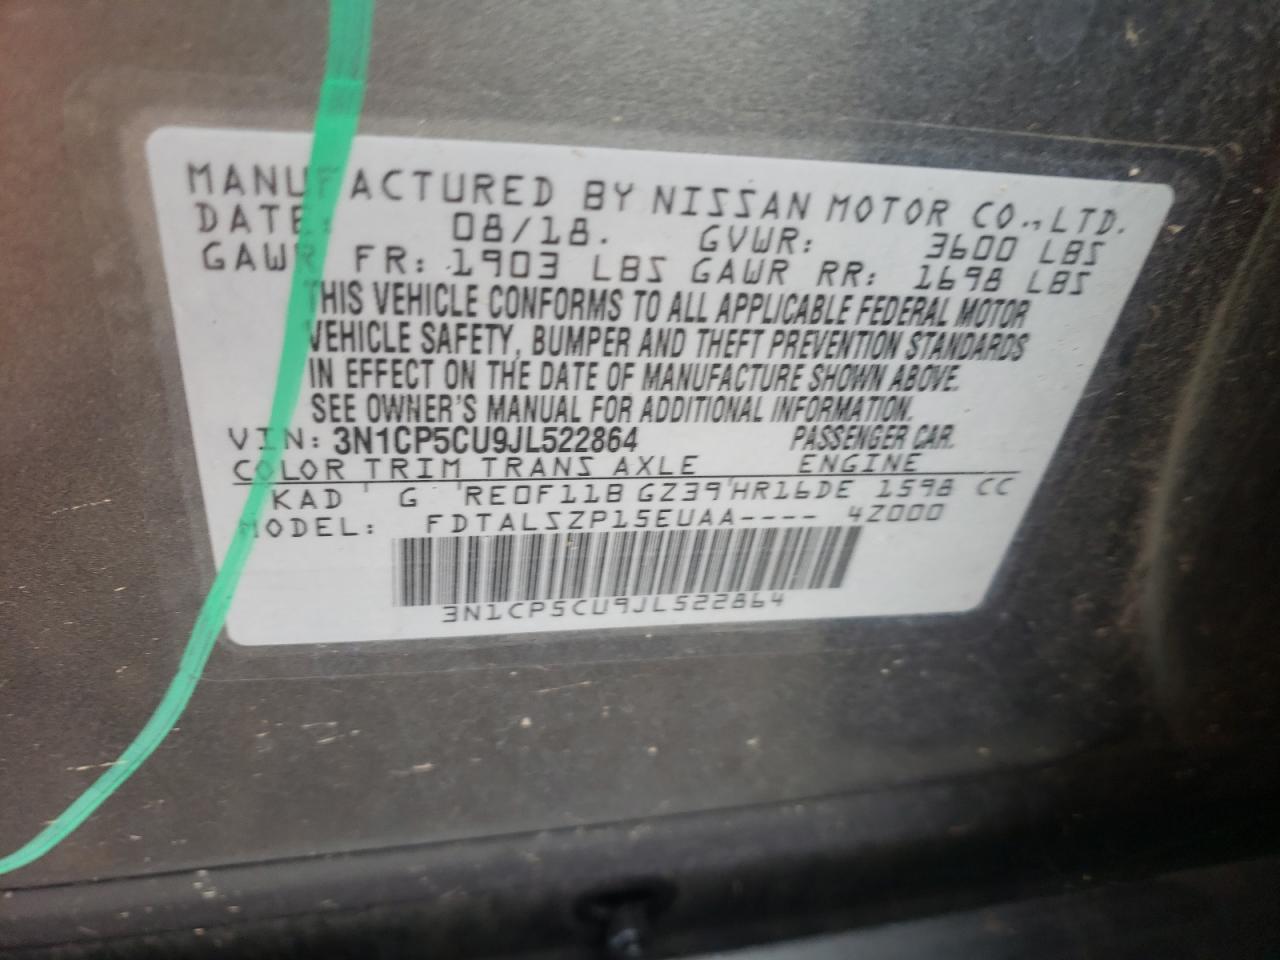 MANUFACTURED BY NISSAN MOTOR CO., LTD.
DATE: 08/18. GVWR: 3600 LBS
GAWR FR: 1903 LBS GAWR RR: 1698 LBS
THIS VEHICLE CONFORMS TO ALL APPLICABLE FEDERAL MOTOR
VEHICLE SAFETY, BUMPER AND THEFT PREVENTION STANDARDS
IN EFFECT ON THE DATE OF MANUFACTURE SHOWN ABOVE.
SEE OWNER'S MANUAL FOR ADDITIONAL INFORMATION.
VIN: 3N1CP5CU9JL522864 PASSENGER CAR.
COLOR TRIM TRANS AXLE ENGINE
KAD G RE0F11B GZ39 HR16DE 1598 CC
MODEL: FDTALSZP15EUAA---- 4Z000
3N1CP5CU9JL522864